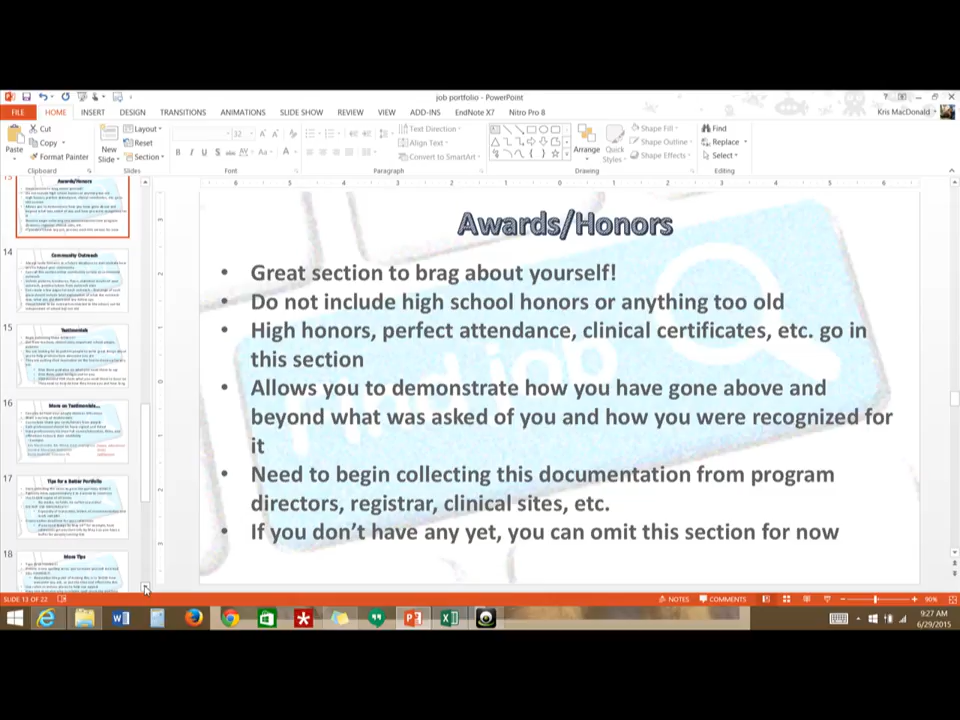 job portfolio - PowerPoint
FILE HOME INSERT DESIGN TRANSITIONS ANIMATIONS SLIDE SHOW REVIEW VIEW ADD-INS EndNote X7 Nitro Pro 8 Kris MacDonald
Paste
Cut
Copy
Format Painter
New
Slide
Layout
Reset
Section
32
Text Direction
Align Text
Convert to SmartArt
Arrange
Quick
Styles
Shape Fill
Shape Outline
Shape Effects
Find
Replace
Select
Clipboard Slides Font Paragraph Drawing Editing
Awards/Honors
14
Community Outreach
15
Testimonials
16
More on Testimonials...
17
Tips for a Better Portfolio
18
More Tips
Awards/Honors
• Great section to brag about yourself!
• Do not include high school honors or anything too old
• High honors, perfect attendance, clinical certificates, etc. go in
this section
• Allows you to demonstrate how you have gone above and
beyond what was asked of you and how you were recognized for
it
• Need to begin collecting this documentation from program
directors, registrar, clinical sites, etc.
• If you don't have any yet, you can omit this section for now
SLIDE 13 OF 22 NOTES COMMENTS 90%
9:27 AM
6/29/2015